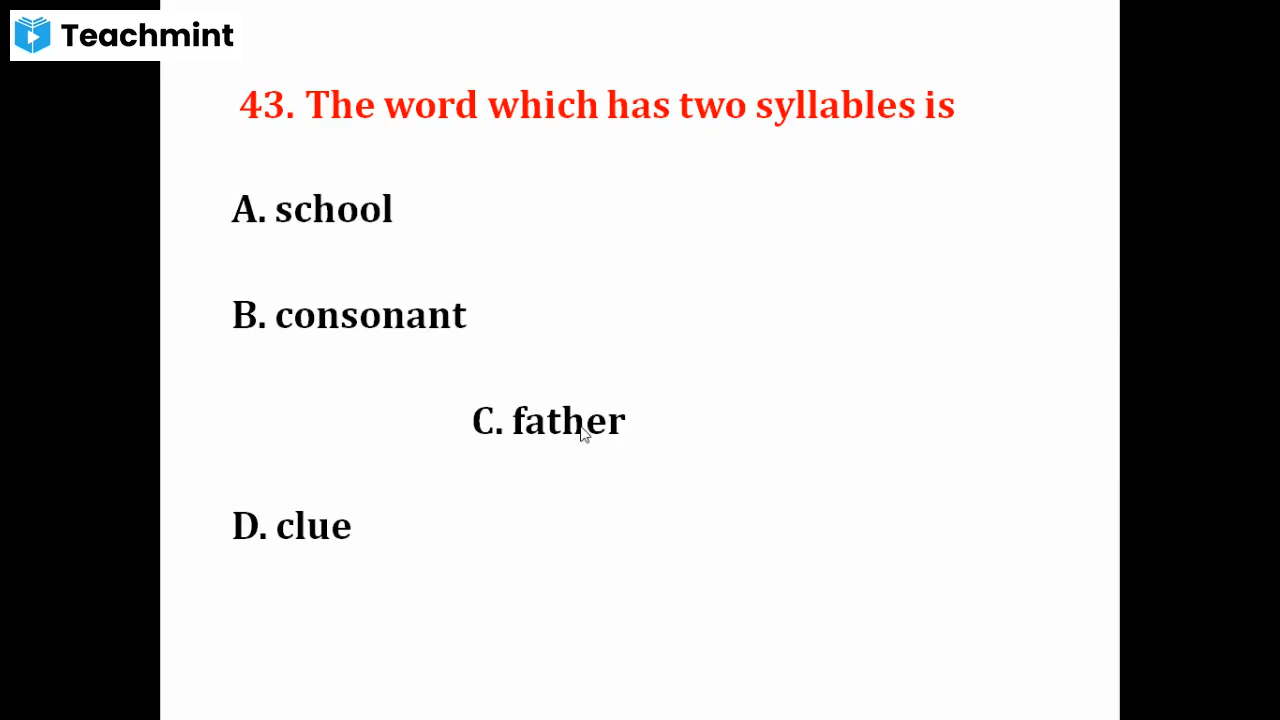 Teachmint
43. The word which has two syllables is
A. school
B. consonant
C. father
D. clue